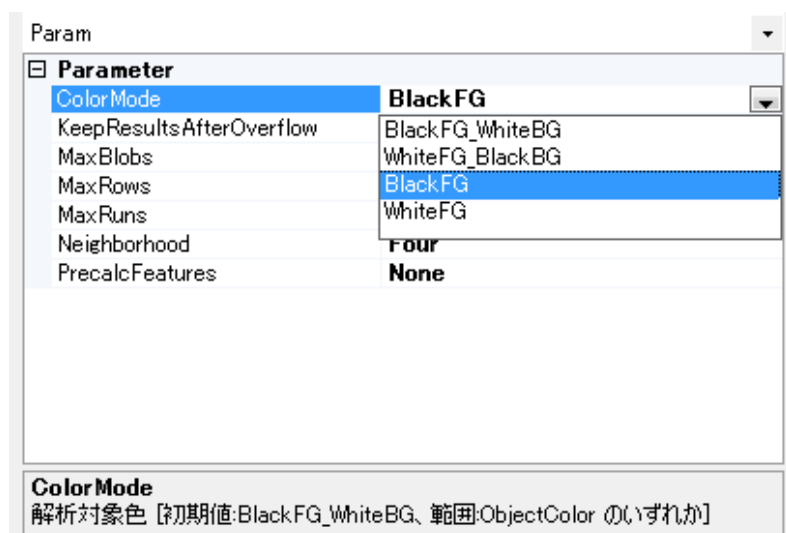 Param
Parameter
ColorMode BlackFG
KeepResultsAfterOverflow BlackFG_WhiteBG
MaxBlobs WhiteFG_BlackBG
MaxRows BlackFG
MaxRuns WhiteFG
Neighborhood Four
PrecalcFeatures None
ColorMode
解析対象色 [初期値:BlackFG_WhiteBG、範囲:ObjectColor のいずれか]